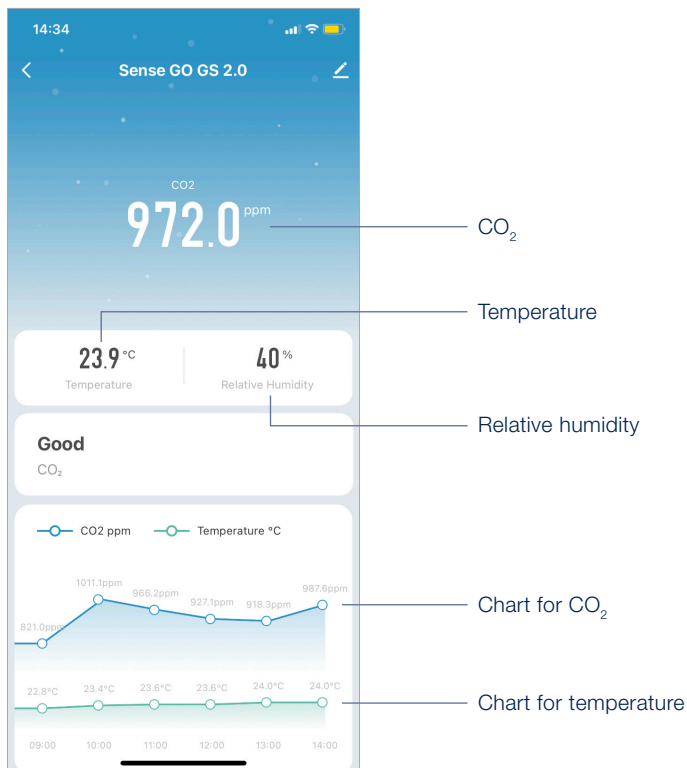 14:34
Sense GO GS 2.0
CO2
972.0 ppm
CO₂
Temperature
23.9 °C
40 %
Temperature
Relative Humidity
Relative humidity
Good
CO₂
CO2 ppm
Temperature °C
821.0ppm
1011.1ppm
966.2ppm
927.1ppm
918.3ppm
987.6ppm
Chart for CO₂
22.8°C
23.4°C
23.6°C
23.6°C
24.0°C
24.0°C
Chart for temperature
09:00
10:00
11:00
12:00
13:00
14:00